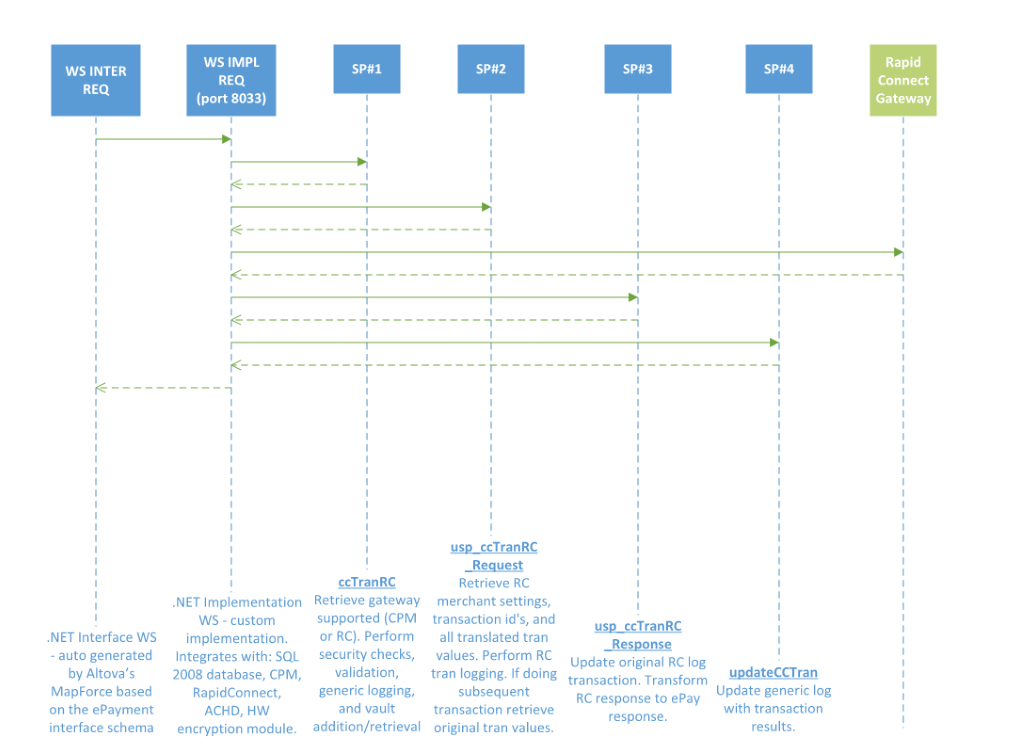 WS INTER
REQ
WS IMPL
REQ
(port 8033)
SP#1
SP#2
SP#3
SP#4
Rapid
Connect
Gateway
.NET Interface WS
- auto generated
by Altova's
MapForce based
on the ePayment
interface schema
.NET Implementation
WS - custom
implementation.
Integrates with: SQL
2008 database, CPM,
RapidConnect,
ACHD, HW
encryption module.
ccTranRC
Retrieve gateway
supported (CPM
or RC). Perform
security checks,
validation,
generic logging,
and vault
addition/retrieval
usp_ccTranRC
_Request
Retrieve RC
merchant settings,
transaction id's, and
all translated tran
values. Perform RC
tran logging. If doing
subsequent
transaction retrieve
original tran values.
usp_ccTranRC
_Response
Update original RC log
transaction. Transform
RC response to ePay
response.
updateCCTran
Update generic log
with transaction
results.